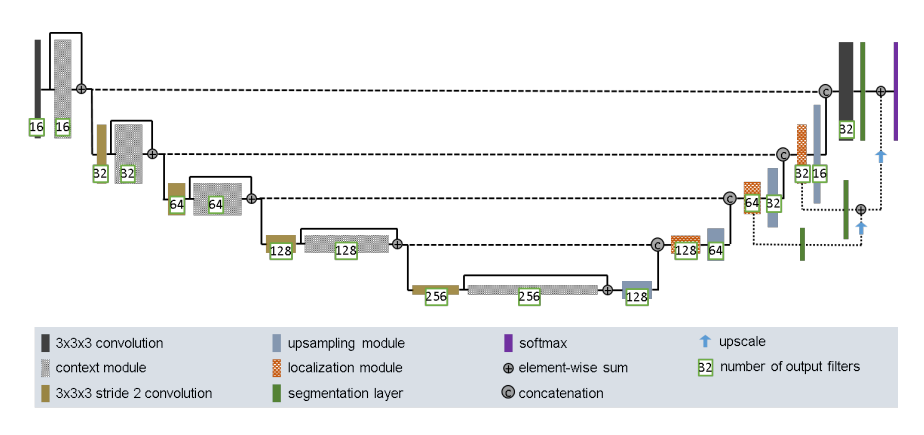 16 16 32
32 32 32 16
64 64 64 32
128 128 128 64
256 256 128
3x3x3 convolution upsampling module softmax upscale
context module localization module element-wise sum 32 number of output filters
3x3x3 stride 2 convolution segmentation layer C concatenation